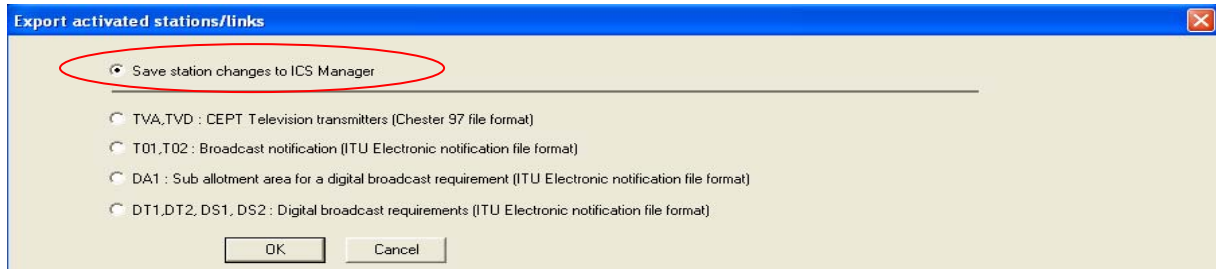 Export activated stations/links
Save station changes to ICS Manager
TVA,TVD : CEPT Television transmitters (Chester 97 file format)
T01,T02 : Broadcast notification (ITU Electronic notification file format)
DA1 : Sub allotment area for a digital broadcast requirement (ITU Electronic notification file format)
DT1,DT2, DS1, DS2 : Digital broadcast requirements (ITU Electronic notification file format)
OK Cancel